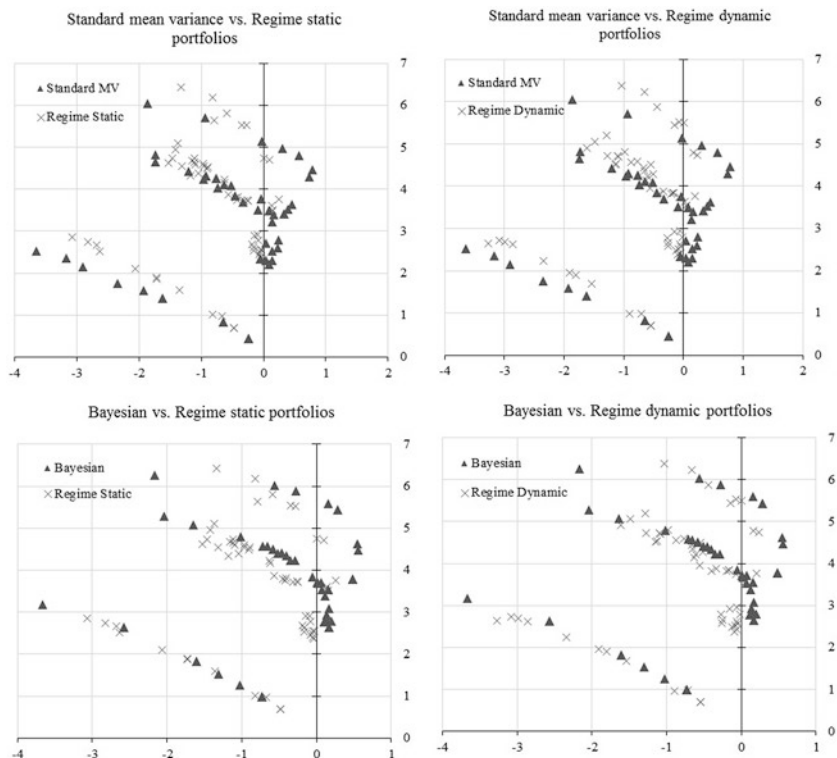 Standard mean variance vs. Regime static
portfolios
7
▲ Standard MV
6
× Regime Static
5
4
3
2
1
0
-4 -3 -2 -1 0 1 2
Standard mean variance vs. Regime dynamic
portfolios
7
▲ Standard MV
6
× Regime Dynamic
5
4
3
2
1
0
-4 -3 -2 -1 0 1 2
Bayesian vs. Regime static portfolios
7
▲ Bayesian
6
× Regime Static
5
4
3
2
1
0
-4 -3 -2 -1 0 1
Bayesian vs. Regime dynamic portfolios
7
▲ Bayesian
6
× Regime Dynamic
5
4
3
2
1
0
-4 -3 -2 -1 0 1